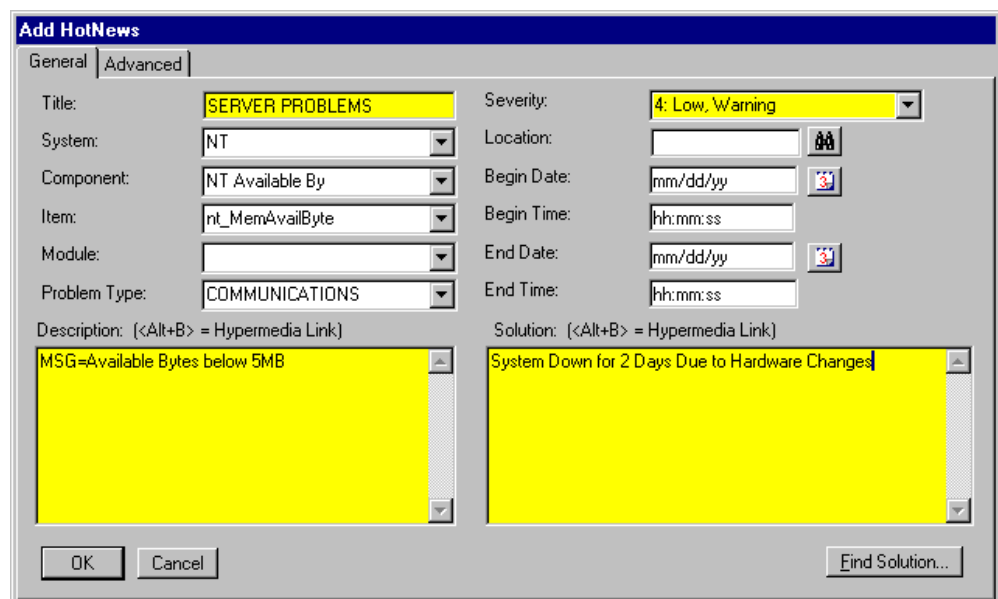 Add HotNews
General Advanced
Title: SERVER PROBLEMS Severity: 4: Low, Warning
System: NT Location:
Component: NT Available By Begin Date: mm/dd/yy
Item: nt_MemAvailByte Begin Time: hh:mm:ss
Module: End Date: mm/dd/yy
Problem Type: COMMUNICATIONS End Time: hh:mm:ss
Description: (<Alt+B> = Hypermedia Link) Solution: (<Alt+B> = Hypermedia Link)
MSG=Available Bytes below 5MB System Down for 2 Days Due to Hardware Changes
OK Cancel Find Solution...